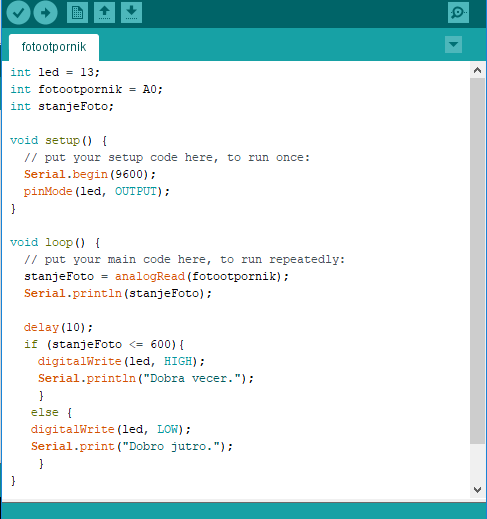 fotootpornik
int led = 13;
int fotootpornik = A0;
int stanjeFoto;
void setup() {
// put your setup code here, to run once:
Serial.begin(9600);
pinMode(led, OUTPUT);
}
void loop() {
// put your main code here, to run repeatedly:
stanjeFoto = analogRead(fotootpornik);
Serial.println(stanjeFoto);
delay(10);
if (stanjeFoto <= 600){
digitalWrite(led, HIGH);
Serial.println("Dobra vecer.");
}
else {
digitalWrite(led, LOW);
Serial.print("Dobro jutro.");
}
}